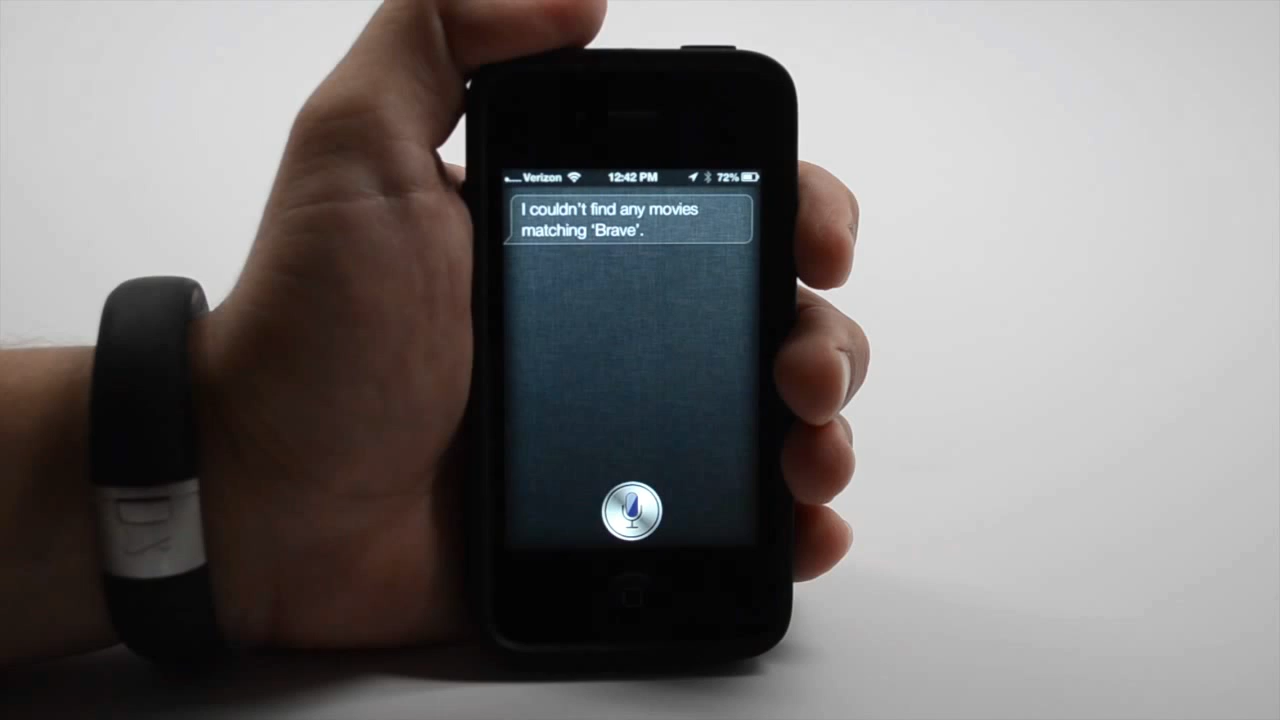 Verizon 12:42 PM 72%
I couldn't find any movies
matching ‘Brave’.